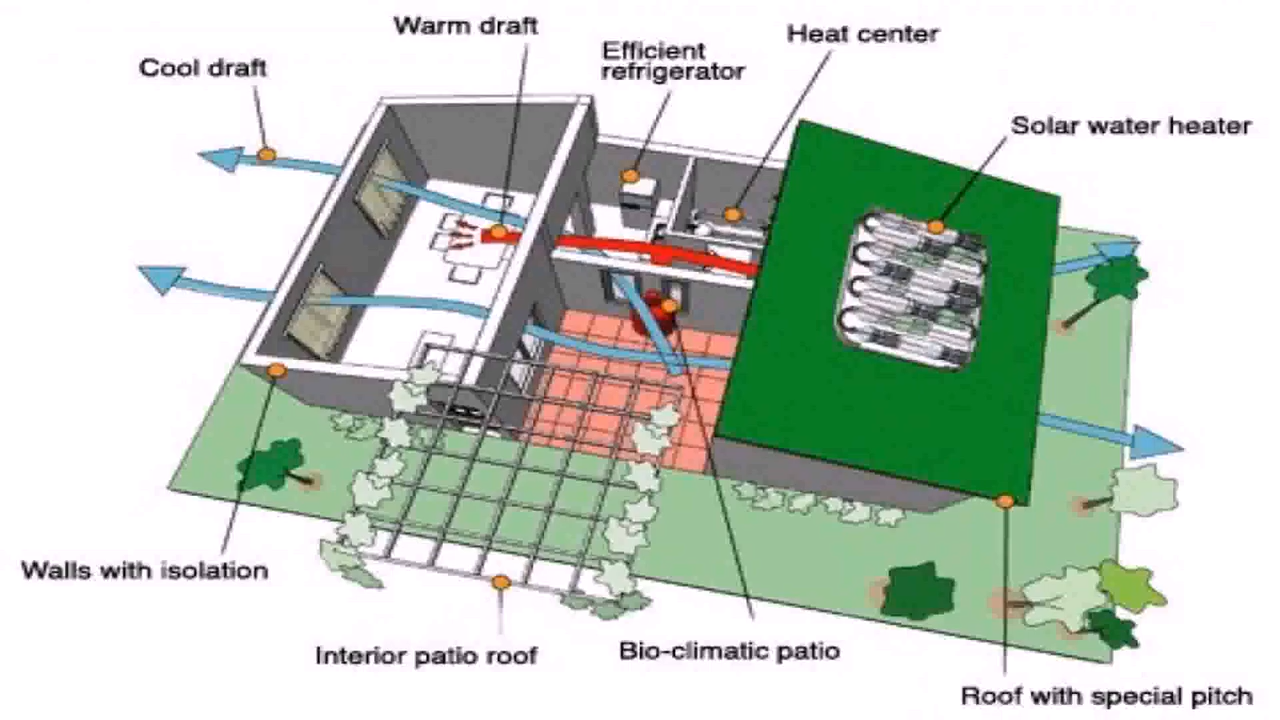 Warm draft
Heat center
Efficient
refrigerator
Cool draft
Solar water heater
Walls with isolation
Interior patio roof
Bio-climatic patio
Roof with special pitch